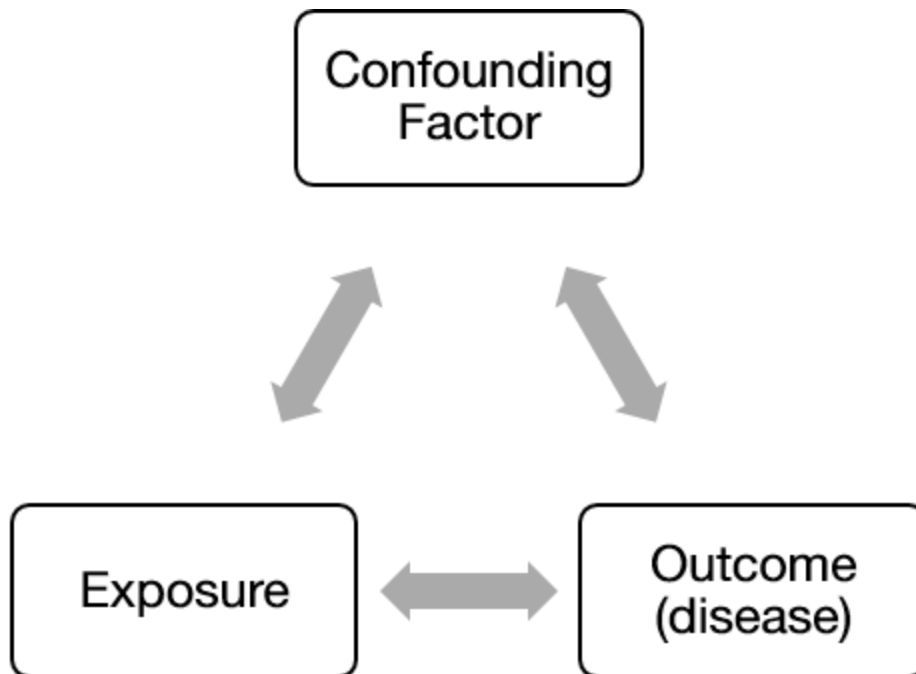 Confounding
Factor
Exposure
Outcome
(disease)